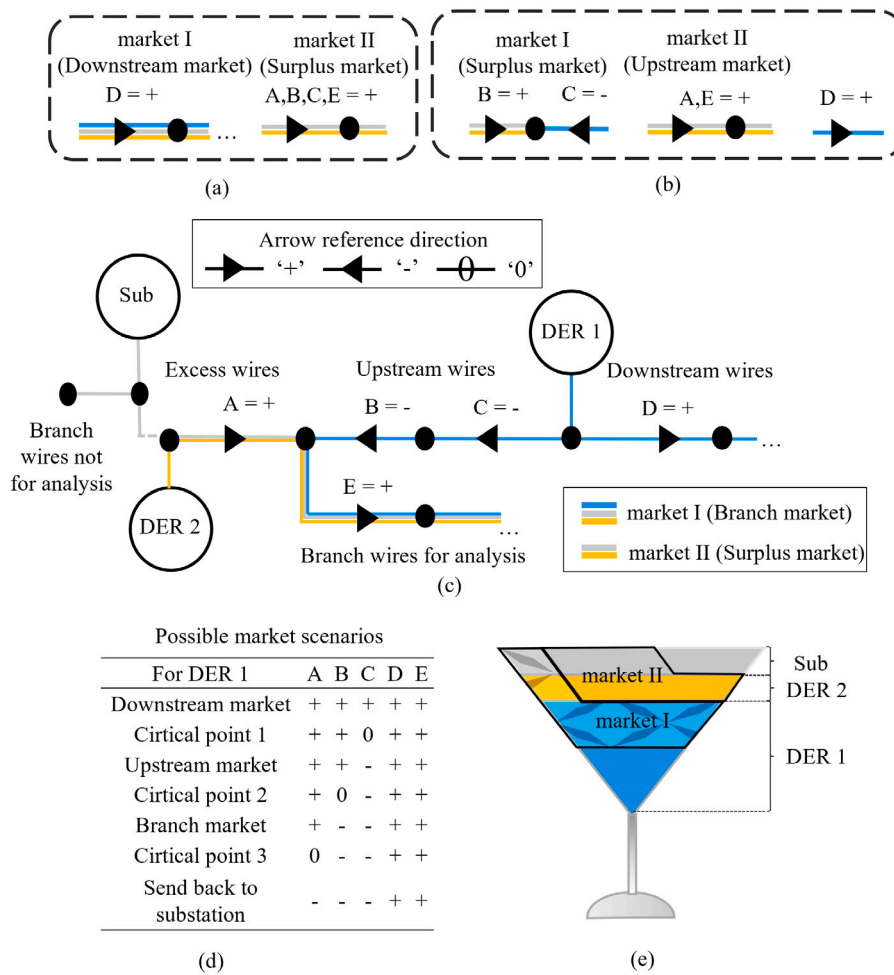 market I
(Downstream market)
D = +
...
market II
(Surplus market)
A,B,C,E = +
(a)
market I
(Surplus market)
B = +
C= -
market II
(Upstream market)
A,E = +
D = +
(b)
Arrow reference direction
‘+’
‘-’
0
‘0’
Sub
DER 1
Excess wires
Upstream wires
Downstream wires
A = +
B = -
C = -
D = +
...
Branch
wires not
for analysis
DER 2
E = +
...
Branch wires for analysis
market I (Branch market)
market II (Surplus market)
(c)
Possible market scenarios
For DER 1 A B C D E
Downstream market + + + + +
Cirtical point 1 + + 0 + +
Upstream market + + - + +
Cirtical point 2 + 0 - + +
Branch market + - - + +
Cirtical point 3 0 - - + +
Send back to
substation - - - + +
(d)
market II
market I
Sub
DER 2
DER 1
(e)